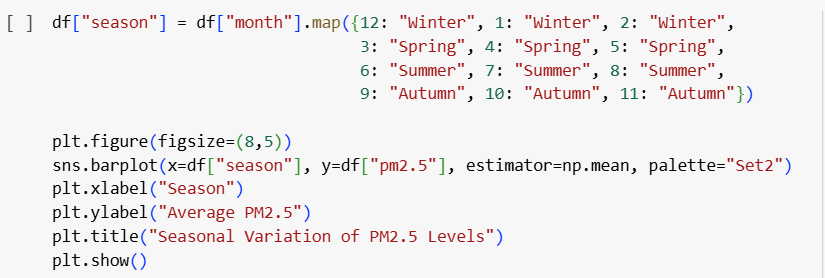 [ ] df["season"] = df["month"].map({12: "Winter", 1: "Winter", 2: "Winter",
3: "Spring", 4: "Spring", 5: "Spring",
6: "Summer", 7: "Summer", 8: "Summer",
9: "Autumn", 10: "Autumn", 11: "Autumn"})
plt.figure(figsize=(8,5))
sns.barplot(x=df["season"], y=df["pm2.5"], estimator=np.mean, palette="Set2")
plt.xlabel("Season")
plt.ylabel("Average PM2.5")
plt.title("Seasonal Variation of PM2.5 Levels")
plt.show()